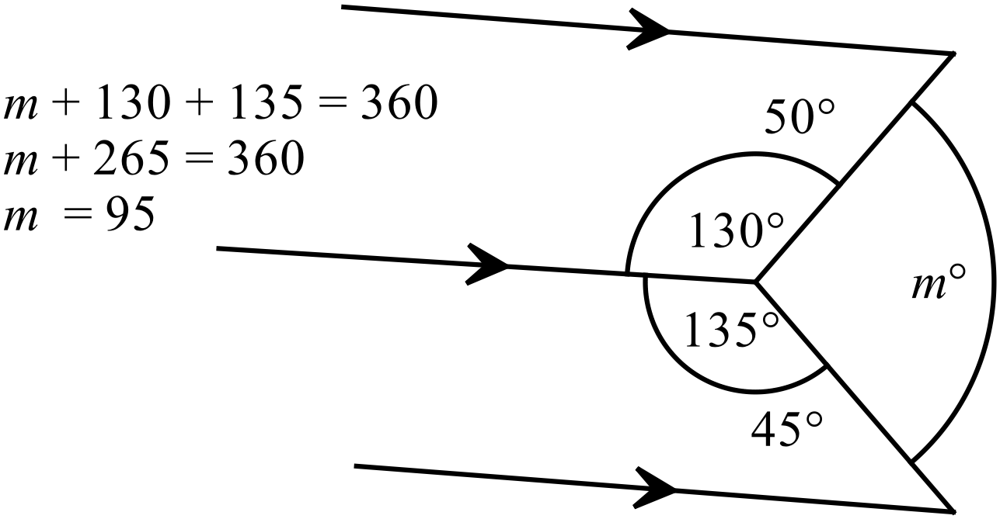 m + 130 + 135 = 360
m + 265 = 360
m = 95
50°
130°
m°
135°
45°